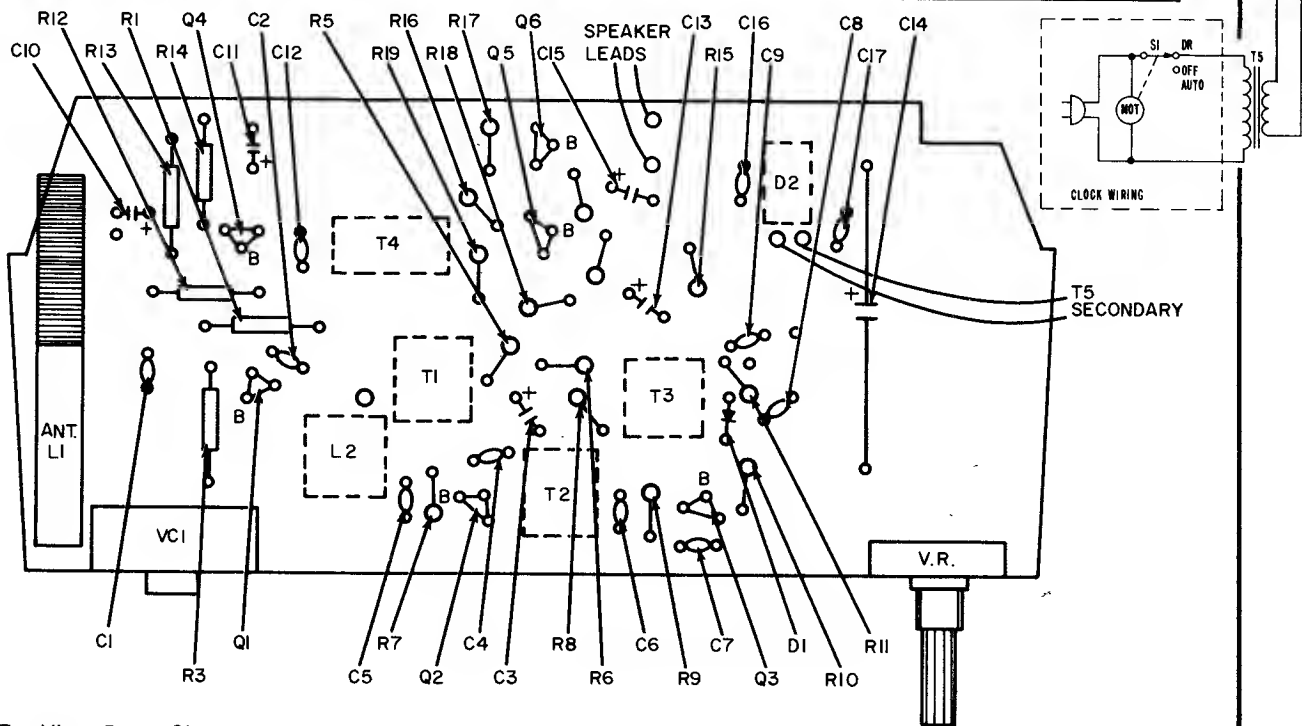 R12 R1 Q4 C2 R5 R16 R17 Q6 SPEAKER LEADS C13 C16 C8 C14
C10 R13 R14 C11 C12 R19 R18 Q5 C15 R15 C9 C17
S1 DR
OFF
AUTO
T5
MOT
CLOCK WIRING
B
+
D2
+
+
B
B
T4
+
+
T5
SECONDARY
T1
T3
B
ANT.
L1
L2
+
T2
B
B
VC1
V.R.
C1 Q1 R7 C4 R8 C6 C7 D1 R11
R3 C5 Q2 C3 R6 R9 Q3 R10